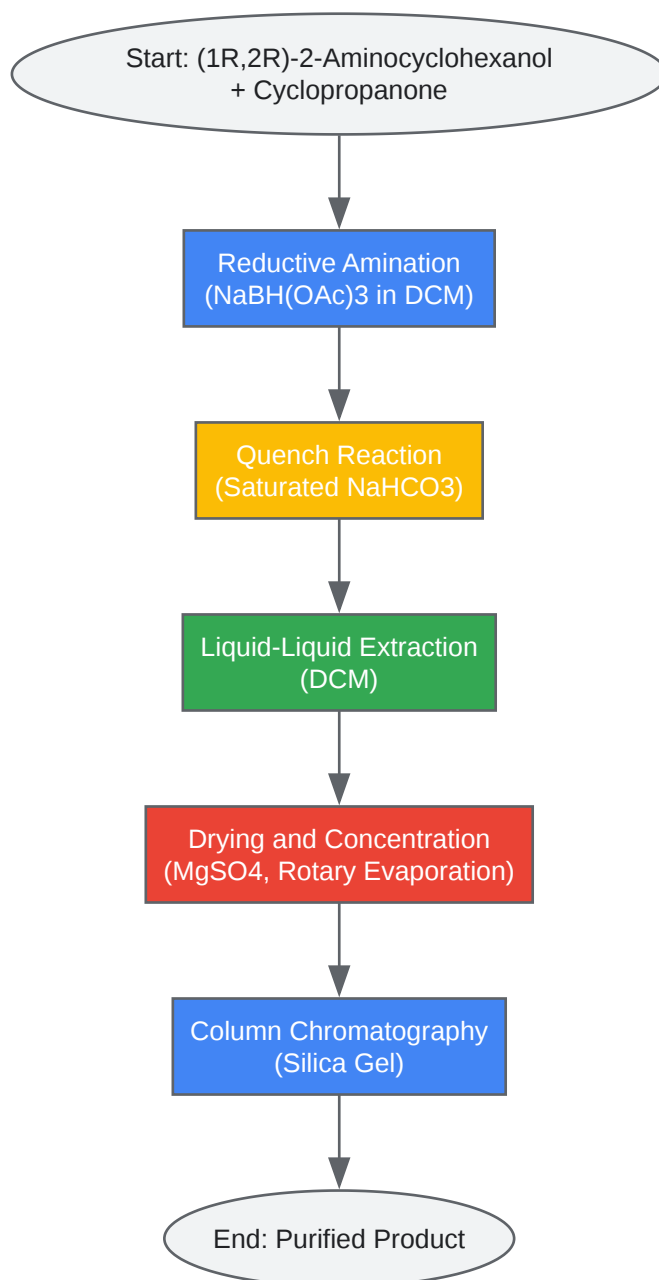 Start: (1R,2R)-2-Aminocyclohexanol
+ Cyclopropanone
Reductive Amination
(NaBH(OAc)3 in DCM)
Quench Reaction
(Saturated NaHCO3)
Liquid-Liquid Extraction
(DCM)
Drying and Concentration
(MgSO4, Rotary Evaporation)
Column Chromatography
(Silica Gel)
End: Purified Product